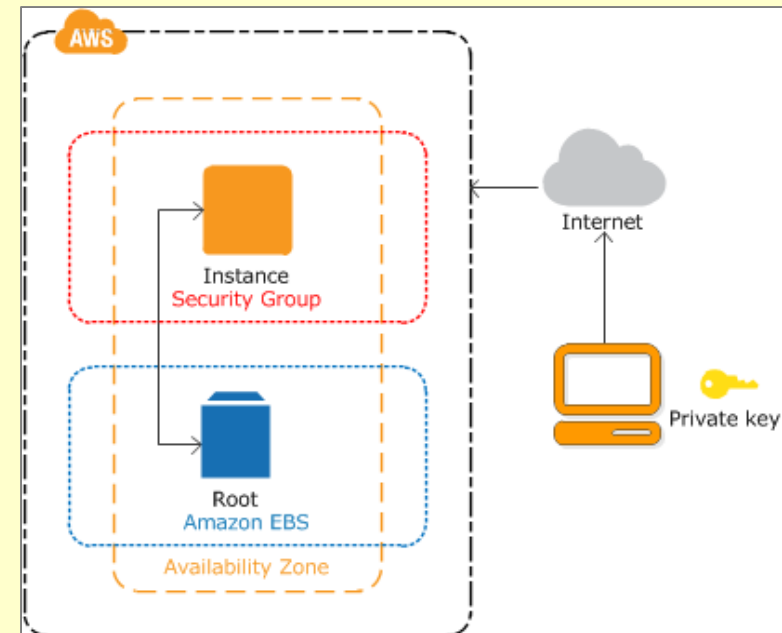 AWS
Instance
Security Group
Internet
Private key
Root
Amazon EBS
Availability Zone